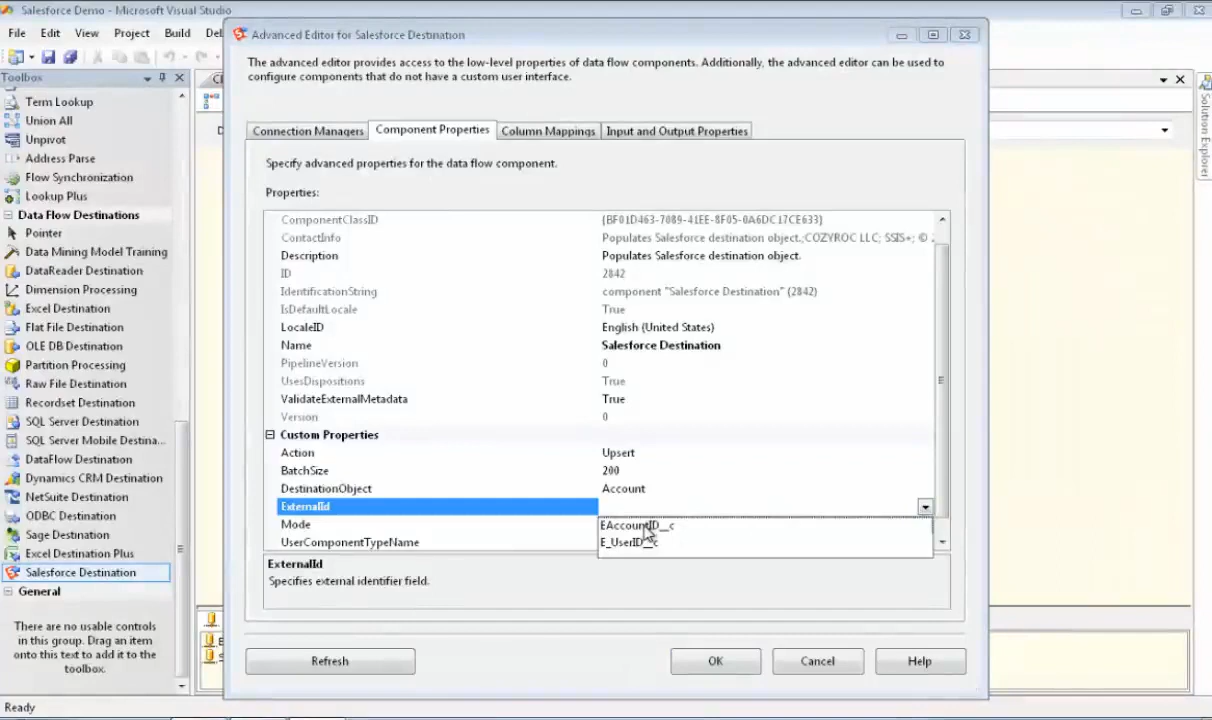 Salesforce Demo - Microsoft Visual Studio
File Edit View Project Build
Toolbox
Term Lookup
Union All
Unpivot
Address Parse
Flow Synchronization
Lookup Plus
Data Flow Destinations
Pointer
Data Mining Model Training
DataReader Destination
Dimension Processing
Excel Destination
Flat File Destination
OLE DB Destination
Partition Processing
Raw File Destination
Recordset Destination
SQL Server Destination
SQL Server Mobile Destina...
DataFlow Destination
Dynamics CRM Destination
NetSuite Destination
ODBC Destination
Sage Destination
Excel Destination Plus
Salesforce Destination
General
There are no usable controls
in this group. Drag an item
onto this text to add it to the
toolbox.
Ready
Advanced Editor for Salesforce Destination
The advanced editor provides access to the low-level properties of data flow components. Additionally, the advanced editor can be used to
configure components that do not have a custom user interface.
Connection Managers Component Properties Column Mappings Input and Output Properties
Specify advanced properties for the data flow component.
Properties:
ComponentClassID {BF01D463-7089-41EE-8F05-0A6DC17CE633}
ContactInfo Populates Salesforce destination object.;COZYROC LLC; SSIS+; ©
Description Populates Salesforce destination object.
ID 2842
IdentificationString component "Salesforce Destination" (2842)
IsDefaultLocale True
LocaleID English (United States)
Name Salesforce Destination
PipelineVersion 0
UsesDispositions True
ValidateExternalMetadata True
Version 0
Custom Properties
Action Upsert
BatchSize 200
DestinationObject Account
ExternalId
Mode
UserComponentTypeName
EAccountID__c
E_UserID__c
ExternalId
Specifies external identifier field.
Refresh OK Cancel Help
Solution Explorer